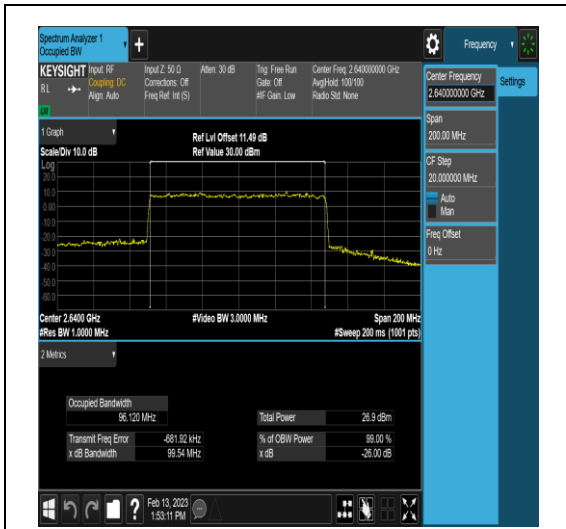 Spectrum Analyzer 1
Occupied BW
+
Frequency
KEYSIGHT
RL
Input: RF
Coupling: DC
Align: Auto
Input Z: 50 Ω
Corrections: Off
Freq Ref: Int (S)
Atten: 30 dB
Trig: Free Run
Gate: Off
#IF Gain: Low
Center Freq: 2.640000000 GHz
Avg|Hold: 100/100
Radio Std: None
Center Frequency
2.640000000 GHz
Settings
Span
200.00 MHz
CF Step
20.000000 MHz
Auto
Man
Freq Offset
0 Hz
1 Graph
Scale/Div 10.0 dB
Ref Lvl Offset 11.49 dB
Ref Value 30.00 dBm
Log
20.0
10.0
0.00
-10.0
-20.0
-30.0
-40.0
-50.0
-60.0
Center 2.6400 GHz
#Video BW 3.0000 MHz
Span 200 MHz
#Res BW 1.0000 MHz
#Sweep 200 ms (1001 pts)
2 Metrics
Occupied Bandwidth
96.120 MHz
Total Power 26.9 dBm
Transmit Freq Error -681.92 kHz
% of OBW Power 99.00 %
x dB Bandwidth 99.54 MHz
x dB -26.00 dB
?
Feb 13, 2023
1:53:11 PM